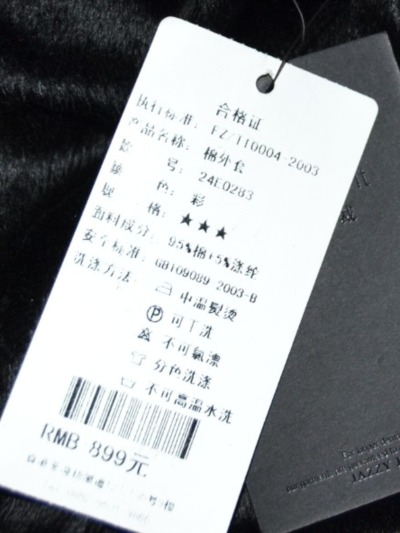 合格证
执行标准: FZ/T10004-2003
产品名称: 棉外套
款 号: 24E0283
颜 色: 彩
规 格: ★★★
面料成分: 95%棉+5%涤纶
安全标准: GBT09089 2003-B
洗涤方法: 中温熨烫
可干洗
不可氯漂
分色洗涤
不可高温水洗
RMB 899元
JAZZY